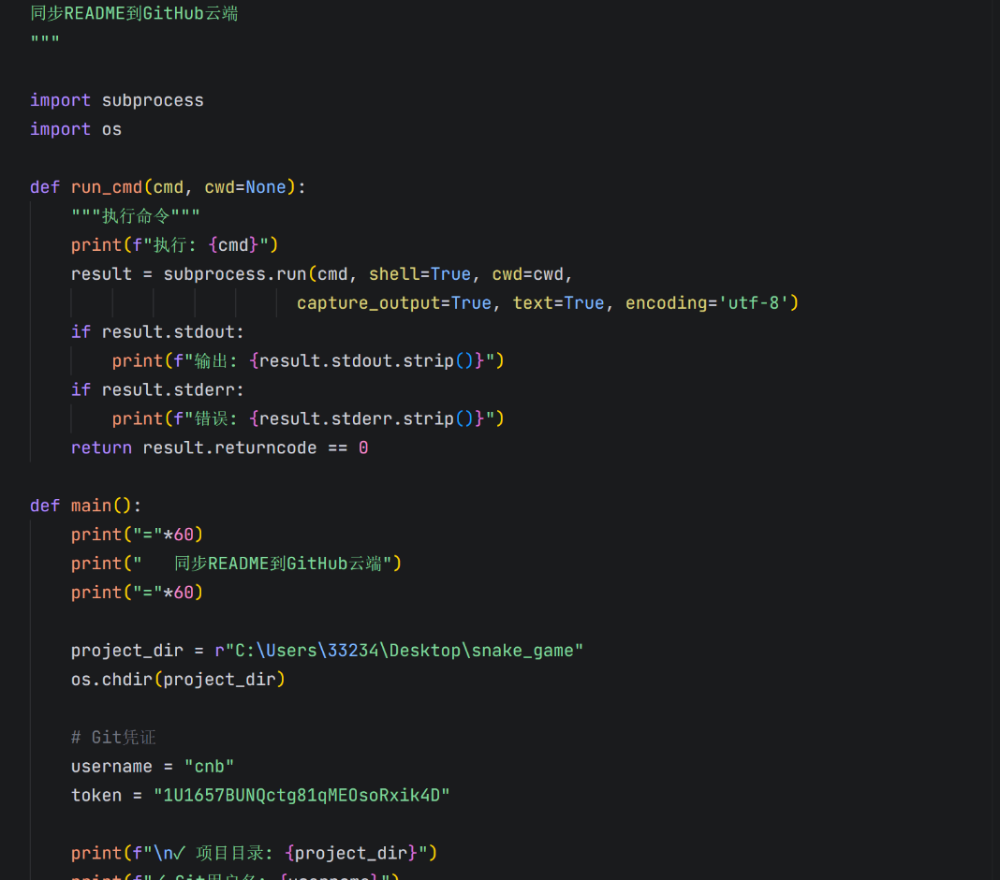 同步README到GitHub云端
"""
import subprocess
import os
def run_cmd(cmd, cwd=None):
    """执行命令"""
    print(f"执行: {cmd}")
    result = subprocess.run(cmd, shell=True, cwd=cwd,
                          capture_output=True, text=True, encoding='utf-8')
    if result.stdout:
        print(f"输出: {result.stdout.strip()}")
    if result.stderr:
        print(f"错误: {result.stderr.strip()}")
    return result.returncode == 0
def main():
    print("="*60)
    print("   同步README到GitHub云端")
    print("="*60)
    project_dir = r"C:\Users\33234\Desktop\snake_game"
    os.chdir(project_dir)
    # Git凭证
    username = "cnb"
    token = "1U1657BUNQctg81qMEOsoRxik4D"
    print(f"\n✓ 项目目录: {project_dir}")
    print(f"✓ Git用户名: {username}")